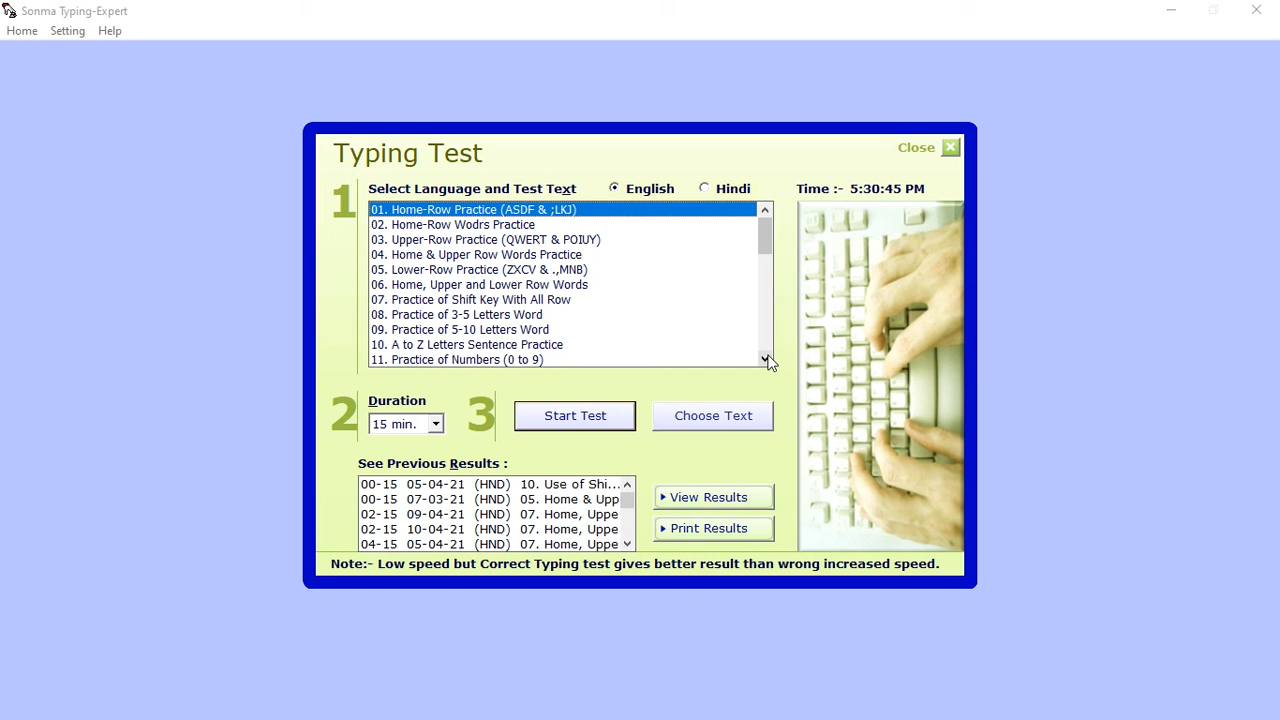 Sonma Typing-Expert
Home Setting Help
Typing Test
Close
1 Select Language and Test Text English Hindi Time :- 5:30:45 PM
01. Home-Row Practice (ASDF & ;LKJ)
02. Home-Row Wodrs Practice
03. Upper-Row Practice (QWERT & POIUY)
04. Home & Upper Row Words Practice
05. Lower-Row Practice (ZXCV & .,MNB)
06. Home, Upper and Lower Row Words
07. Practice of Shift Key With All Row
08. Practice of 3-5 Letters Word
09. Practice of 5-10 Letters Word
10. A to Z Letters Sentence Practice
11. Practice of Numbers (0 to 9)
2 Duration
15 min.
3 Start Test Choose Text
See Previous Results :
00-15 05-04-21 (HND) 10. Use of Shi...
00-15 07-03-21 (HND) 05. Home & Upp
02-15 09-04-21 (HND) 07. Home, Uppe
02-15 10-04-21 (HND) 07. Home, Uppe
04-15 05-04-21 (HND) 07. Home, Uppe
View Results
Print Results
Note:- Low speed but Correct Typing test gives better result than wrong increased speed.